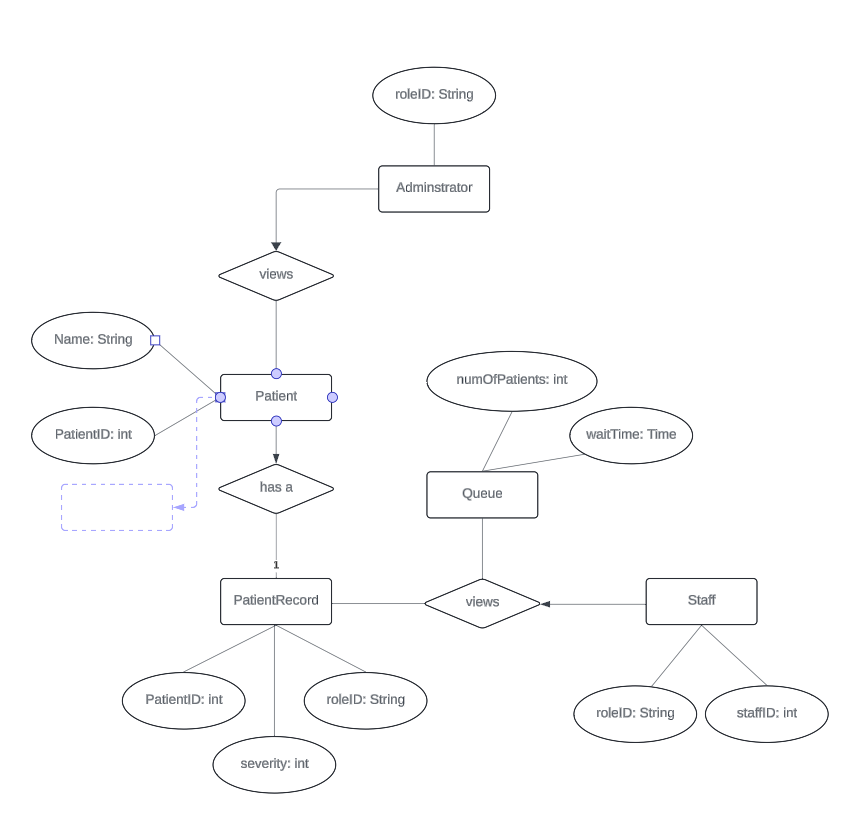 roleID: String
Adminstrator
views
Name: String
Patient
numOfPatients: int
PatientID: int
waitTime: Time
has a
Queue
1
PatientRecord
views
Staff
PatientID: int
roleID: String
roleID: String
staffID: int
severity: int